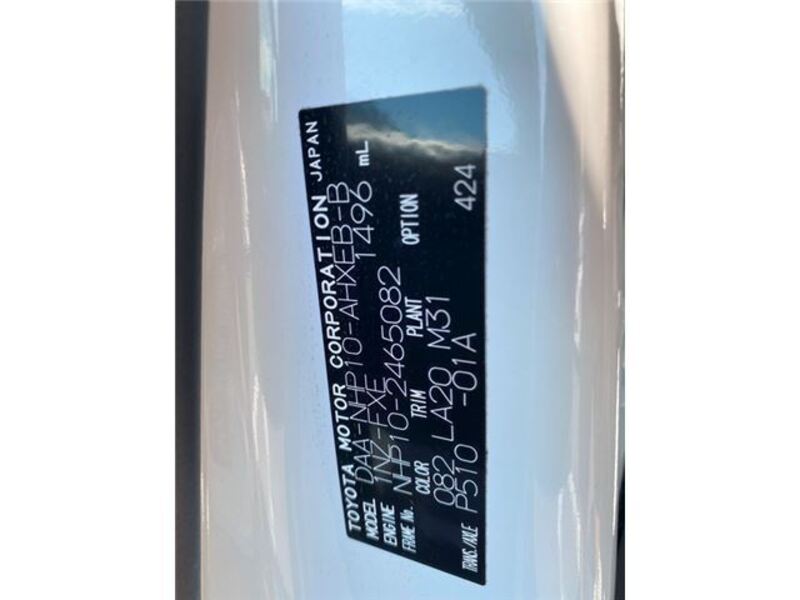 TOYOTA MOTOR CORPORATION JAPAN
MODEL DAA-NHP10-AHXEB-B
ENGINE 1NZ-FXE 1496 mL
FRAME No. NHP10-2465082
COLOR TRIM PLANT OPTION
082 LA20 M31
TRANS./AXLE P510 -01A 424